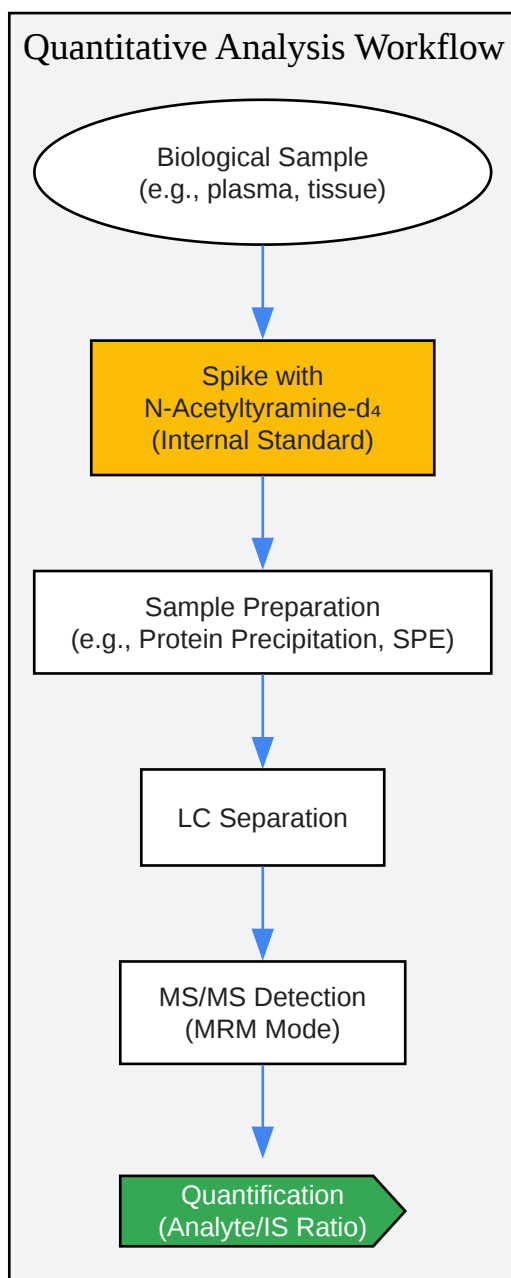 Quantitative Analysis Workflow
Biological Sample
(e.g., plasma, tissue)
Spike with
N-Acetyltyramine-d₄
(Internal Standard)
Sample Preparation
(e.g., Protein Precipitation, SPE)
LC Separation
MS/MS Detection
(MRM Mode)
Quantification
(Analyte/IS Ratio)